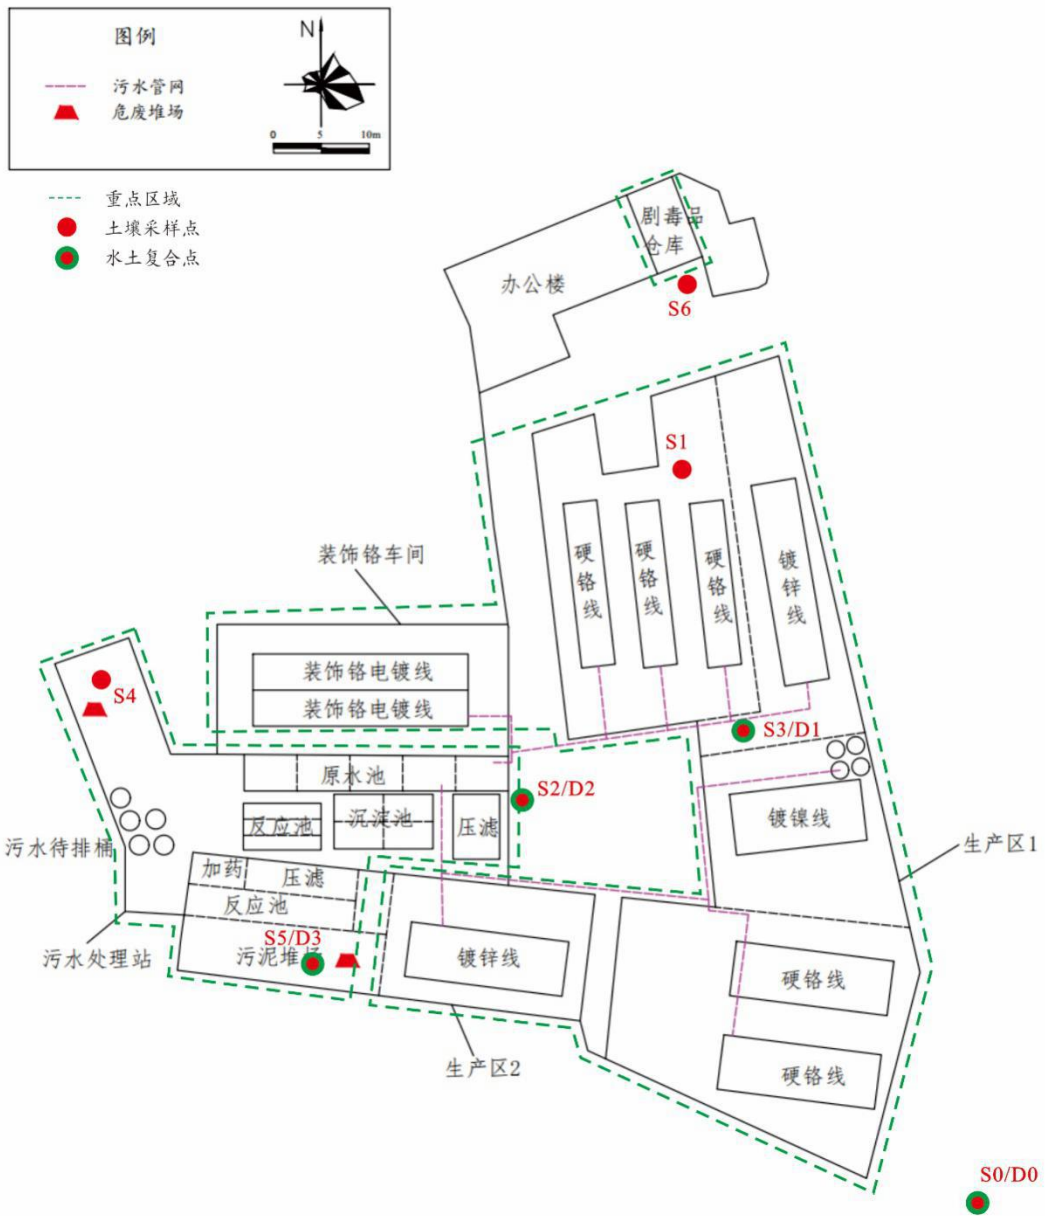 图例
N
污水管网
危废堆场
0 5 10m
重点区域
土壤采样点
水土复合点
剧毒品
仓库
办公楼
S6
S1
硬铬线
硬铬线
硬铬线
镀锌线
装饰铬车间
装饰铬电镀线
装饰铬电镀线
S4
S3/D1
原水池
S2/D2
反应池
沉淀池
压滤
镀镍线
污水待排桶
生产区1
加药
压滤
反应池
S5/D3
污泥堆场
污水处理站
镀锌线
硬铬线
生产区2
硬铬线
S0/D0